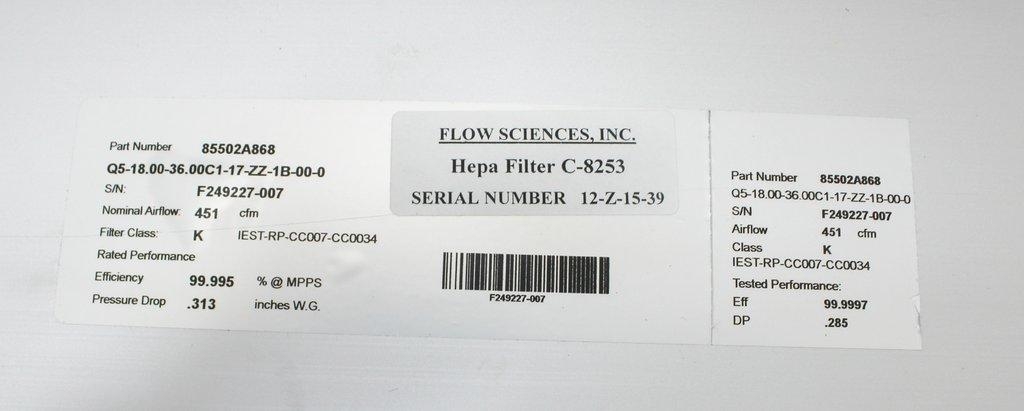 Part Number 85502A868
Q5-18.00-36.00C1-17-ZZ-1B-00-0
S/N: F249227-007
Nominal Airflow: 451 cfm
Filter Class: K IEST-RP-CC007-CC0034
Rated Performance
Efficiency 99.995 % @ MPPS
Pressure Drop .313 inches W.G.
FLOW SCIENCES, INC.
Hepa Filter C-8253
SERIAL NUMBER 12-Z-15-39
F249227-007
Part Number 85502A868
Q5-18.00-36.00C1-17-ZZ-1B-00-0
S/N F249227-007
Airflow 451 cfm
Class K
IEST-RP-CC007-CC0034
Tested Performance:
Eff 99.9997
DP .285